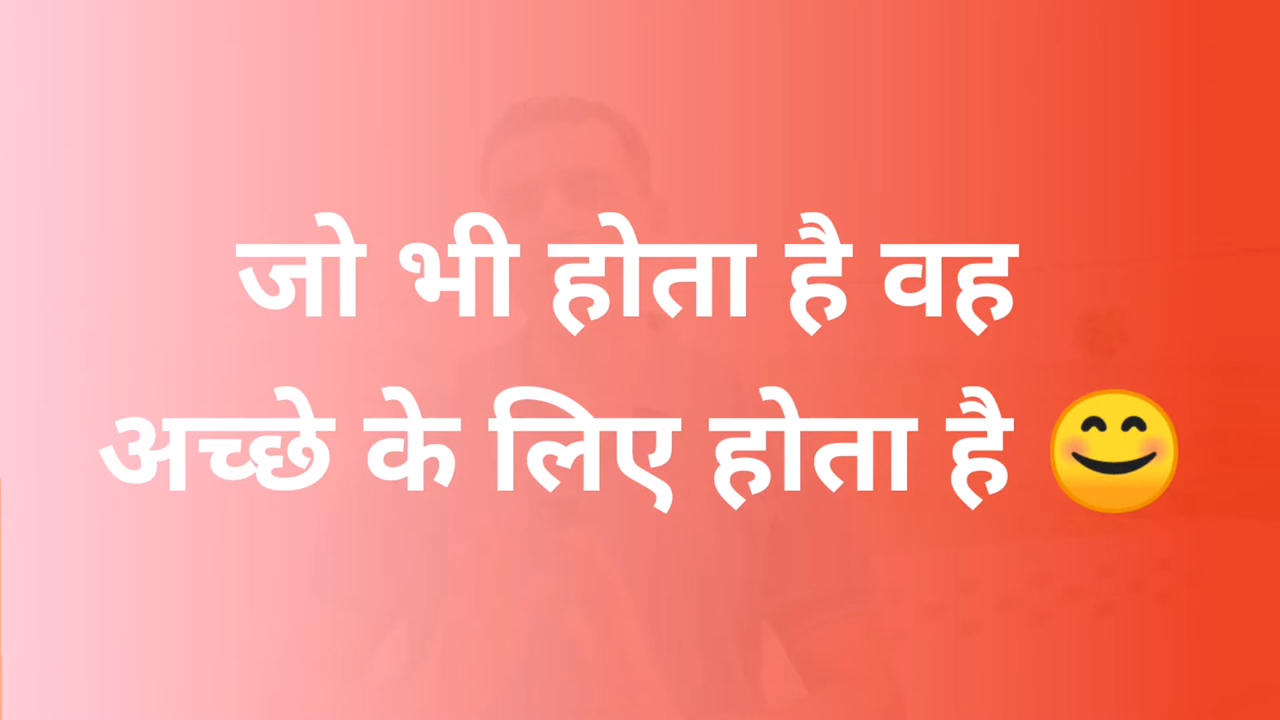 जो भी होता है वह
अच्छे के लिए होता है 😊